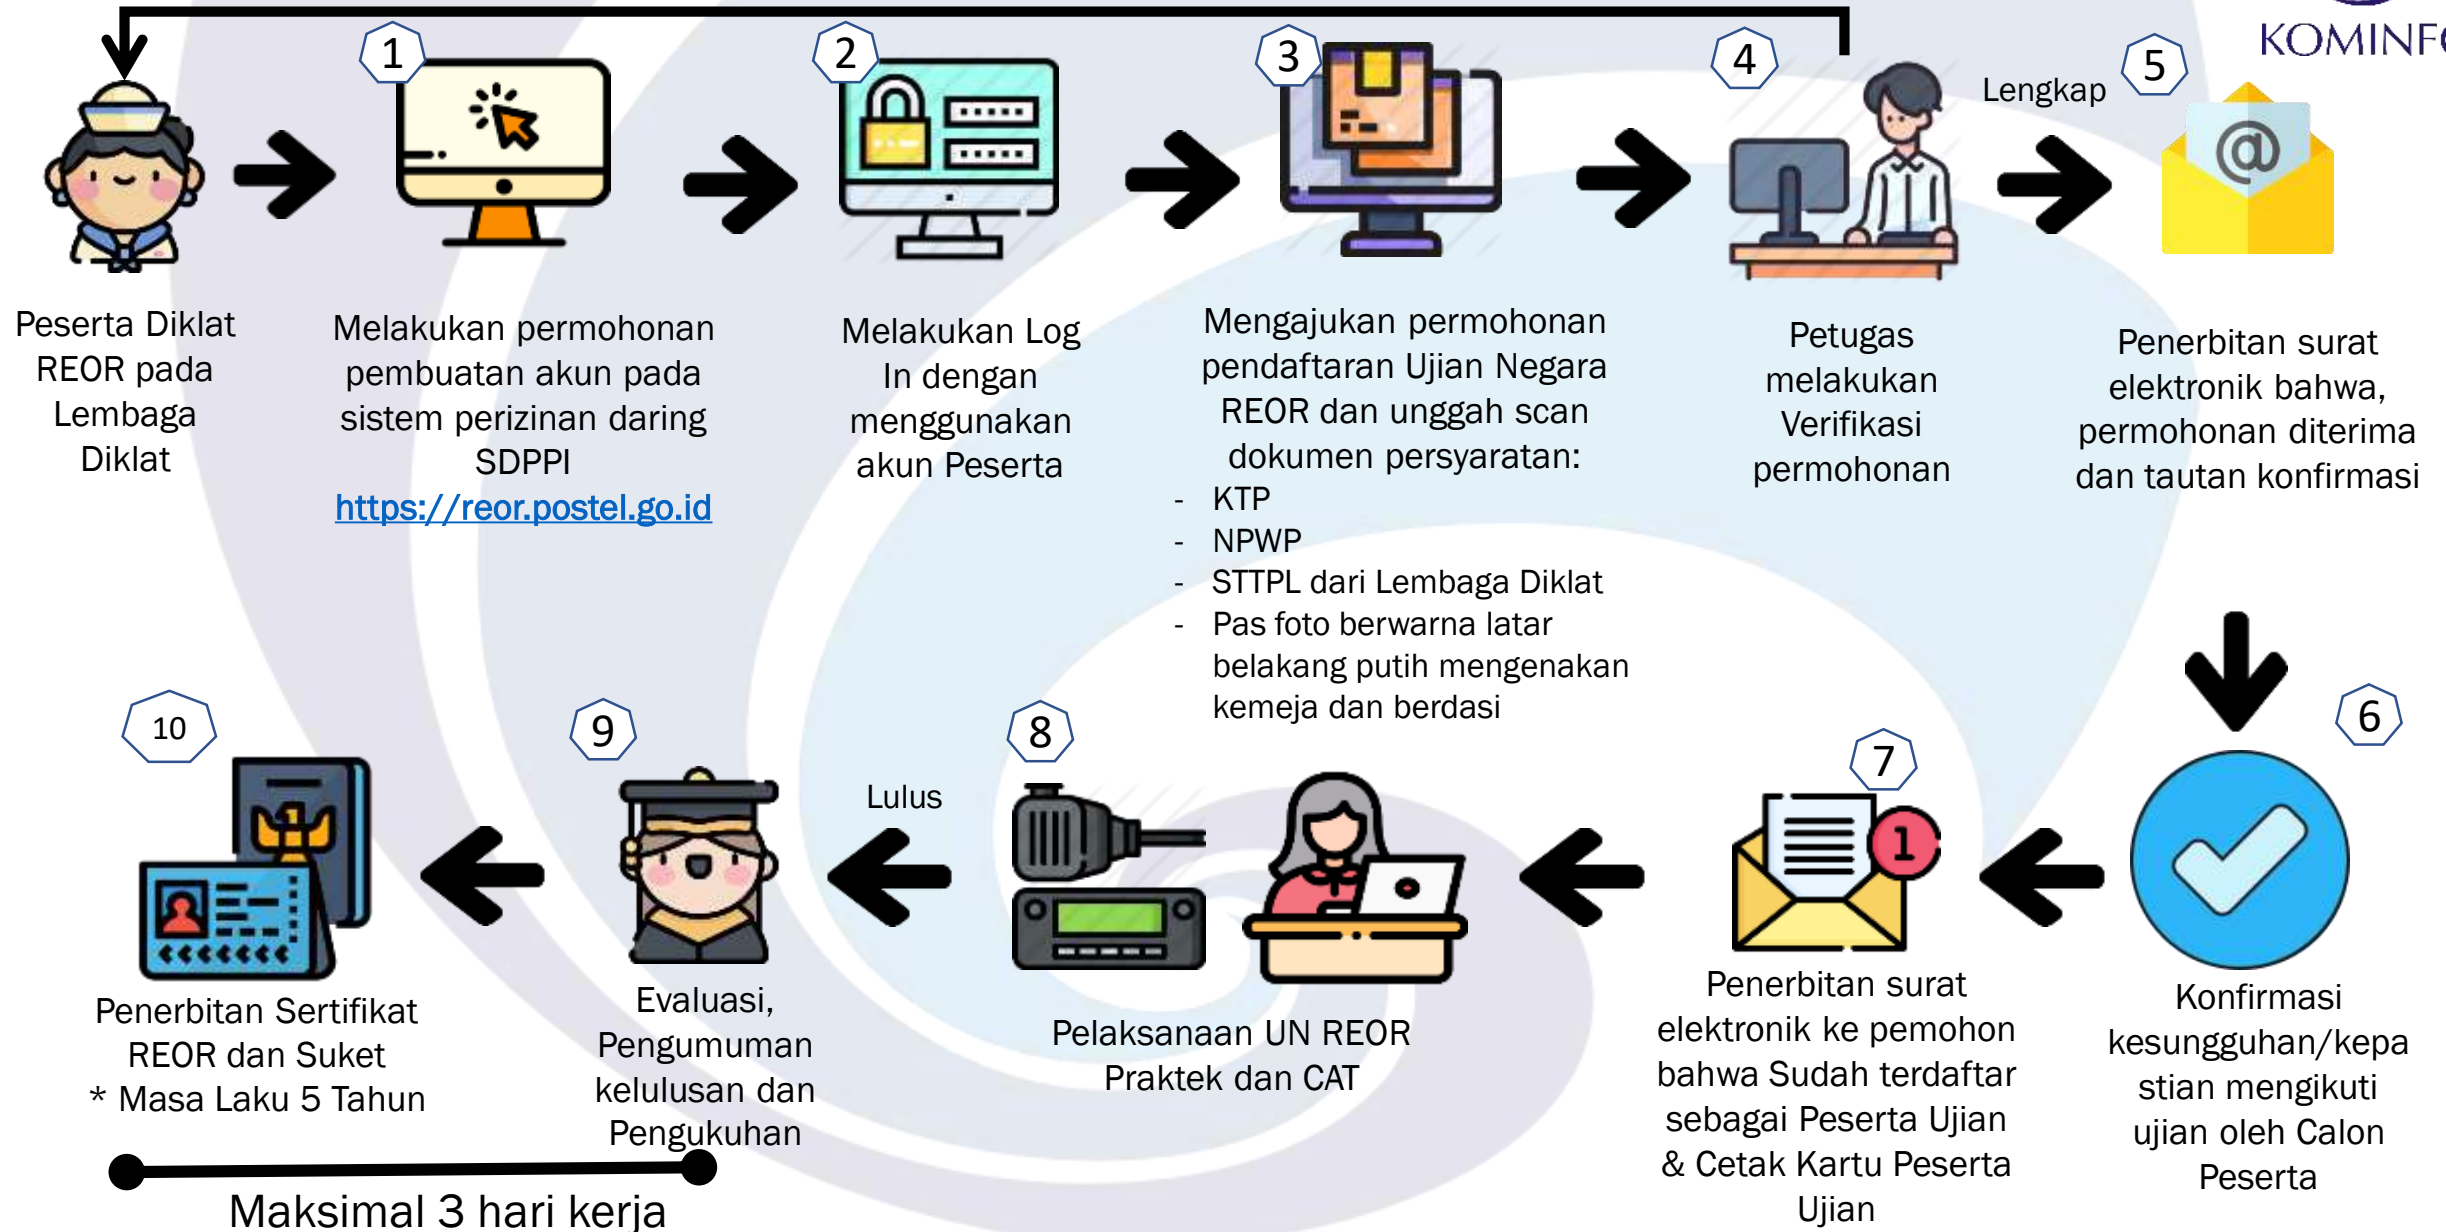 KOMINFO
Peserta Diklat
REOR pada
Lembaga
Diklat
1
Melakukan permohonan
pembuatan akun pada
sistem perizinan daring
SDPPI
https://reor.postel.go.id
2
Melakukan Log
In dengan
menggunakan
akun Peserta
3
Mengajukan permohonan
pendaftaran Ujian Negara
REOR dan unggah scan
dokumen persyaratan:
- KTP
- NPWP
- STTPL dari Lembaga Diklat
- Pas foto berwarna latar
belakang putih mengenakan
kemeja dan berdasi
4
Petugas
melakukan
Verifikasi
permohonan
Lengkap
5
@
Penerbitan surat
elektronik bahwa,
permohonan diterima
dan tautan konfirmasi
6
Konfirmasi
kesungguhan/kepa
stian mengikuti
ujian oleh Calon
Peserta
7
1
Penerbitan surat
elektronik ke pemohon
bahwa Sudah terdaftar
sebagai Peserta Ujian
& Cetak Kartu Peserta
Ujian
8
Pelaksanaan UN REOR
Praktek dan CAT
Lulus
9
Evaluasi,
Pengumuman
kelulusan dan
Pengukuhan
10
Penerbitan Sertifikat
REOR dan Suket
* Masa Laku 5 Tahun
Maksimal 3 hari kerja